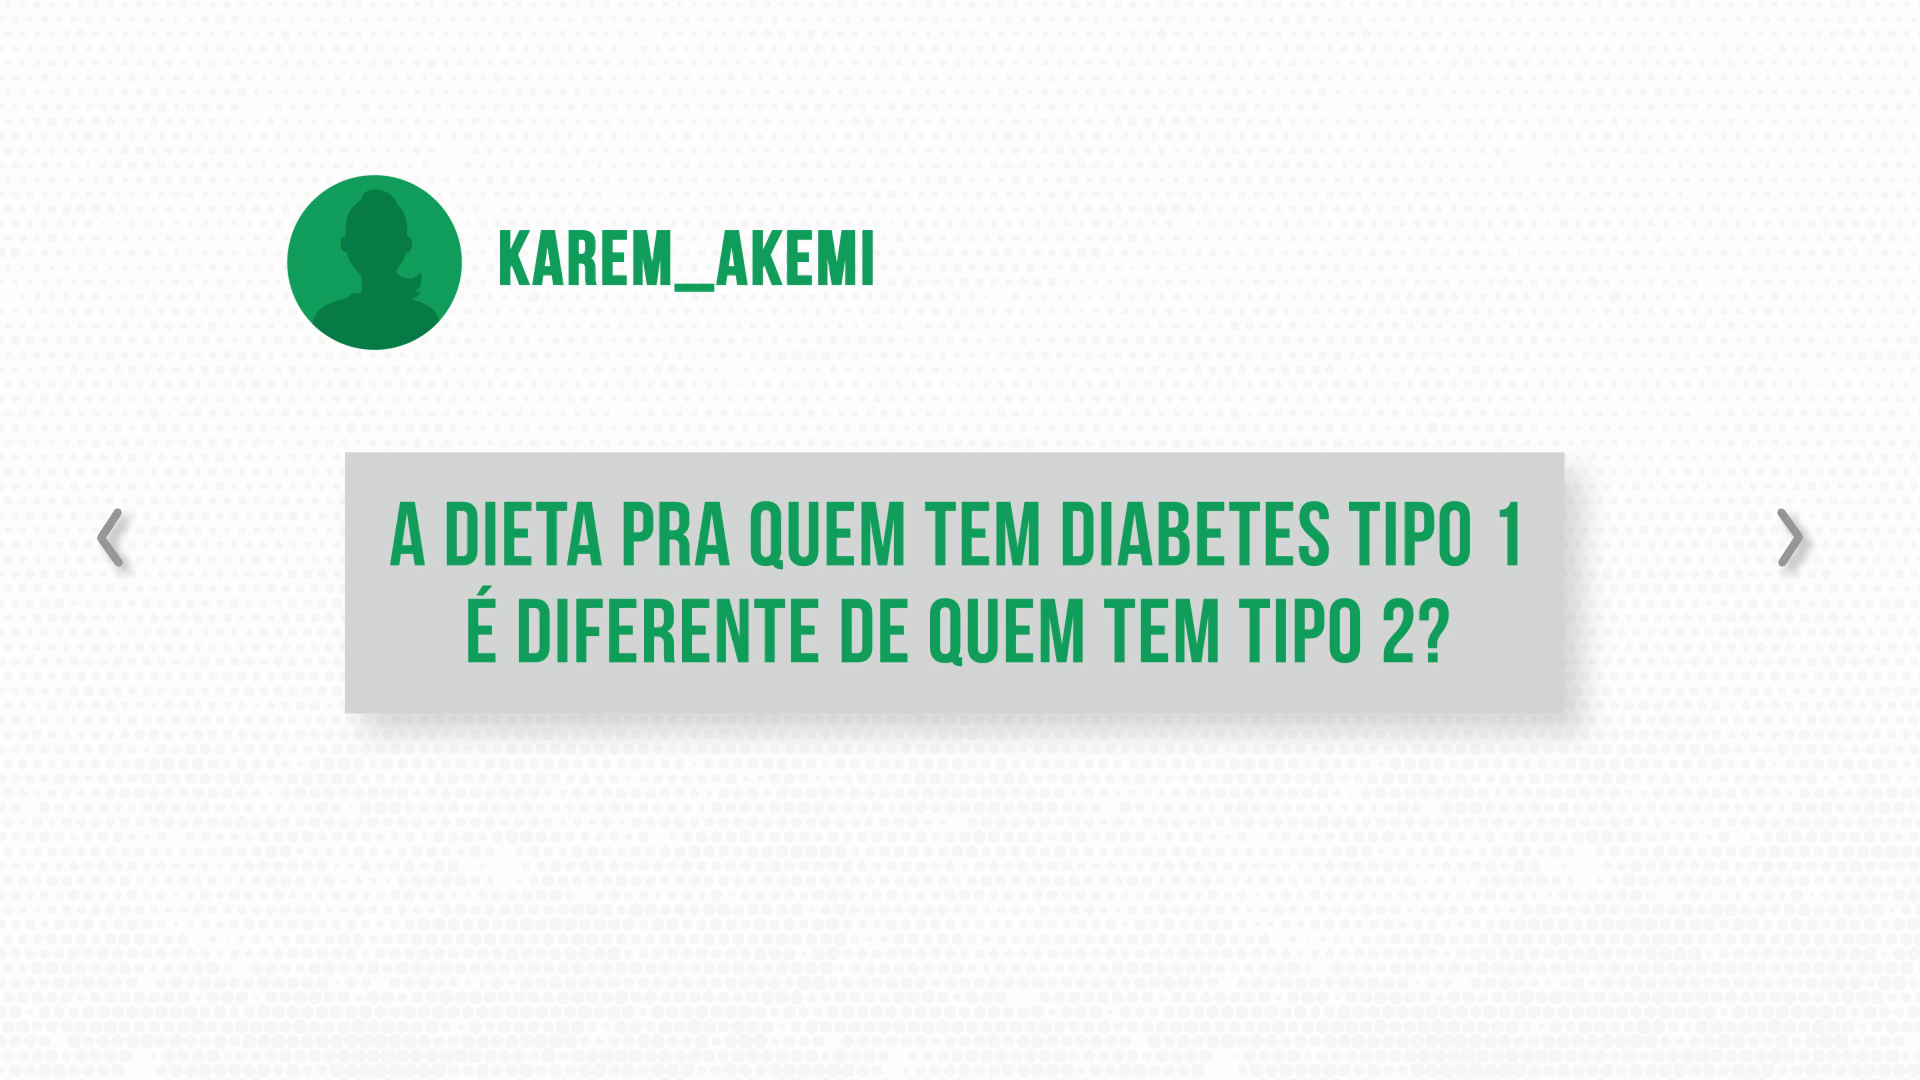 KAREM_AKEMI
A DIETA PRA QUEM TEM DIABETES TIPO 1
É DIFERENTE DE QUEM TEM TIPO 2?